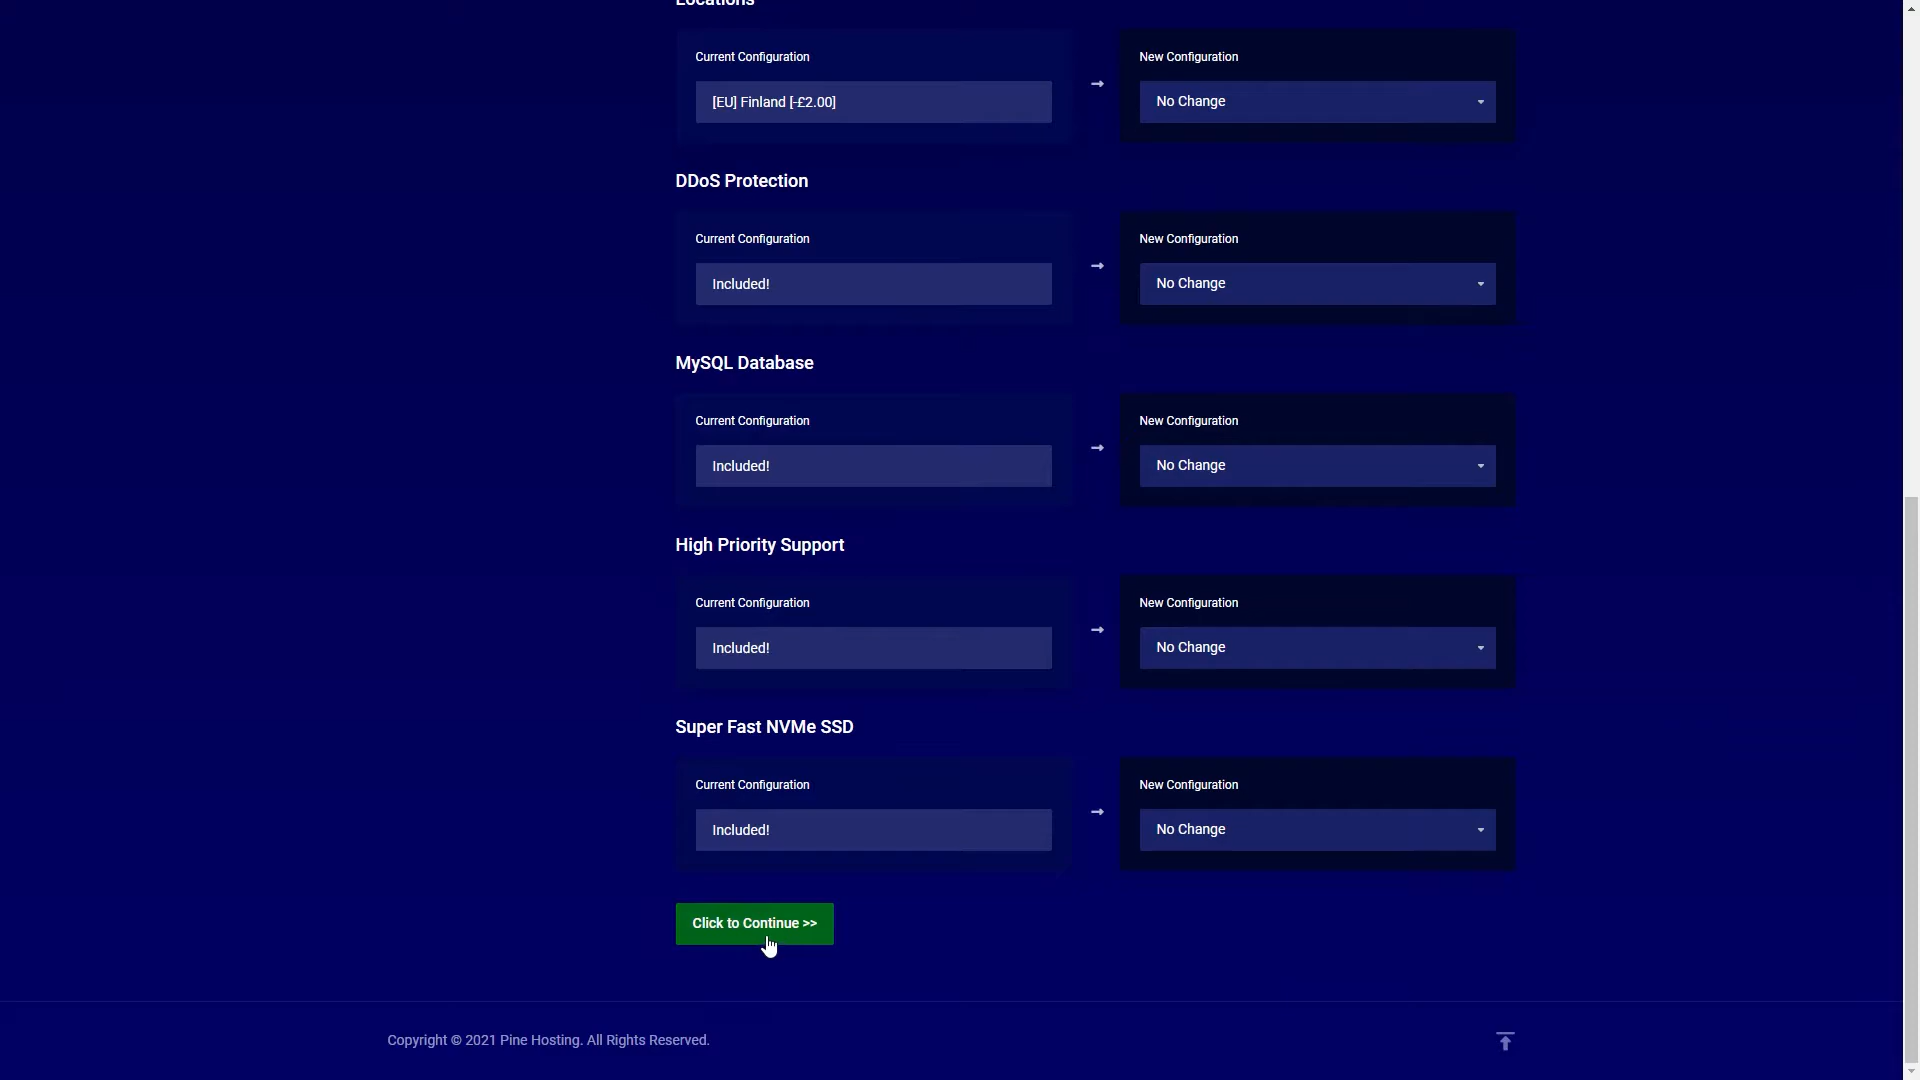 Locations
Current Configuration
New Configuration
[EU] Finland [-£2.00]
No Change
DDoS Protection
Current Configuration
New Configuration
Included!
No Change
MySQL Database
Current Configuration
New Configuration
Included!
No Change
High Priority Support
Current Configuration
New Configuration
Included!
No Change
Super Fast NVMe SSD
Current Configuration
New Configuration
Included!
No Change
Click to Continue >>
Copyright © 2021 Pine Hosting. All Rights Reserved.